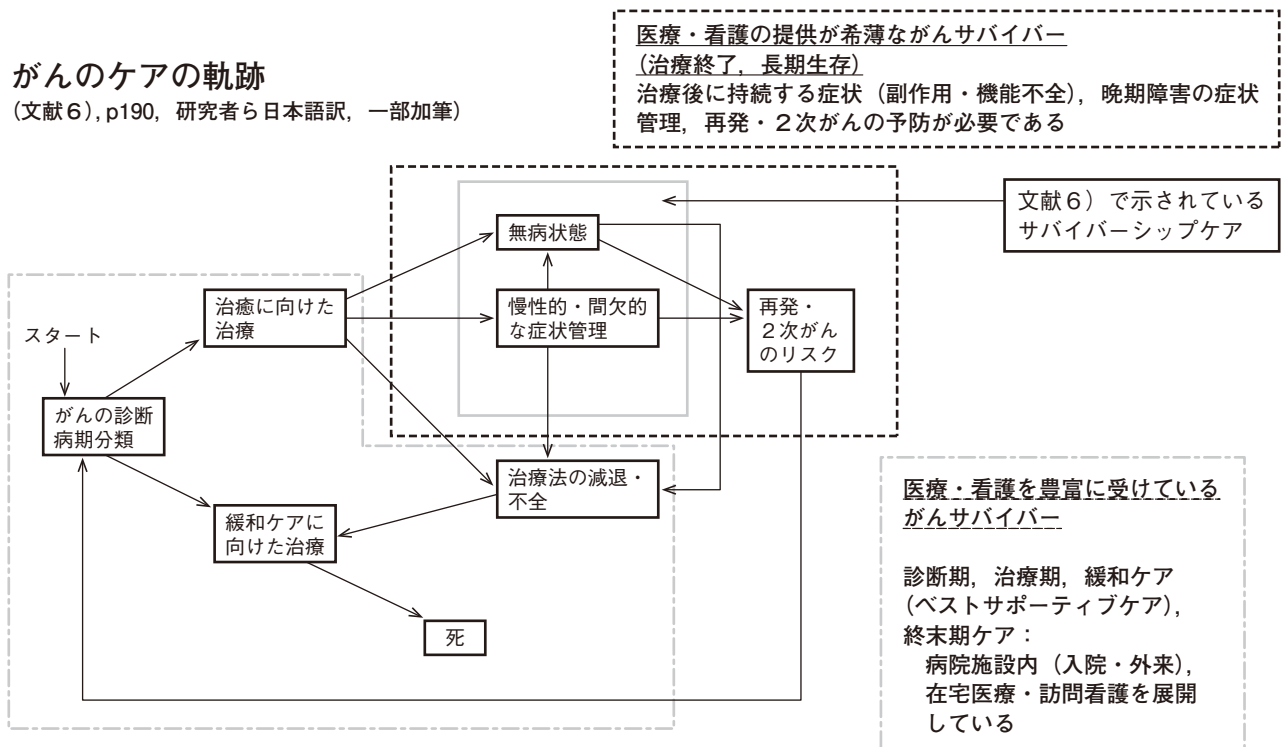 がんのケアの軌跡
(文献6), p190, 研究者ら日本語訳, 一部加筆)
医療・看護の提供が希薄ながんサバイバー
(治療終了, 長期生存)
治療後に持続する症状（副作用・機能不全）, 晩期障害の症状
管理, 再発・2次がんの予防が必要である
文献6）で示されている
サバイバーシップケア
無病状態
慢性的・間欠的
な症状管理
再発・
2次がん
のリスク
治癒に向けた
治療
スタート
がんの診断
病期分類
治療法の減退・
不全
緩和ケアに
向けた治療
死
医療・看護を豊富に受けている
がんサバイバー
診断期, 治療期, 緩和ケア
(ベストサポーティブケア),
終末期ケア：
病院施設内（入院・外来),
在宅医療・訪問看護を展開
している